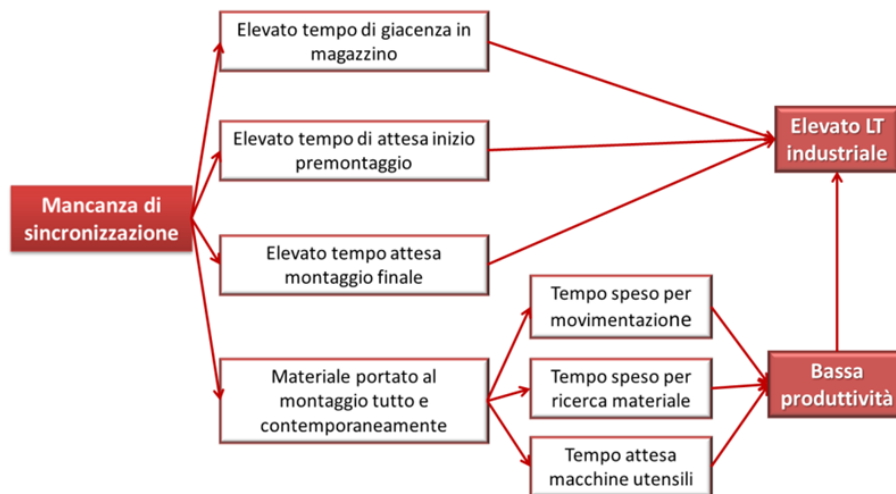 Elevato tempo di giacenza in
magazzino
Elevato tempo di attesa inizio
premontaggio
Elevato LT
industriale
Mancanza di
sincronizzazione
Elevato tempo attesa
montaggio finale
Tempo speso per
movimentazione
Materiale portato al
montaggio tutto e
contemporaneamente
Tempo speso per
ricerca materiale
Bassa
produttività
Tempo attesa
macchine utensili